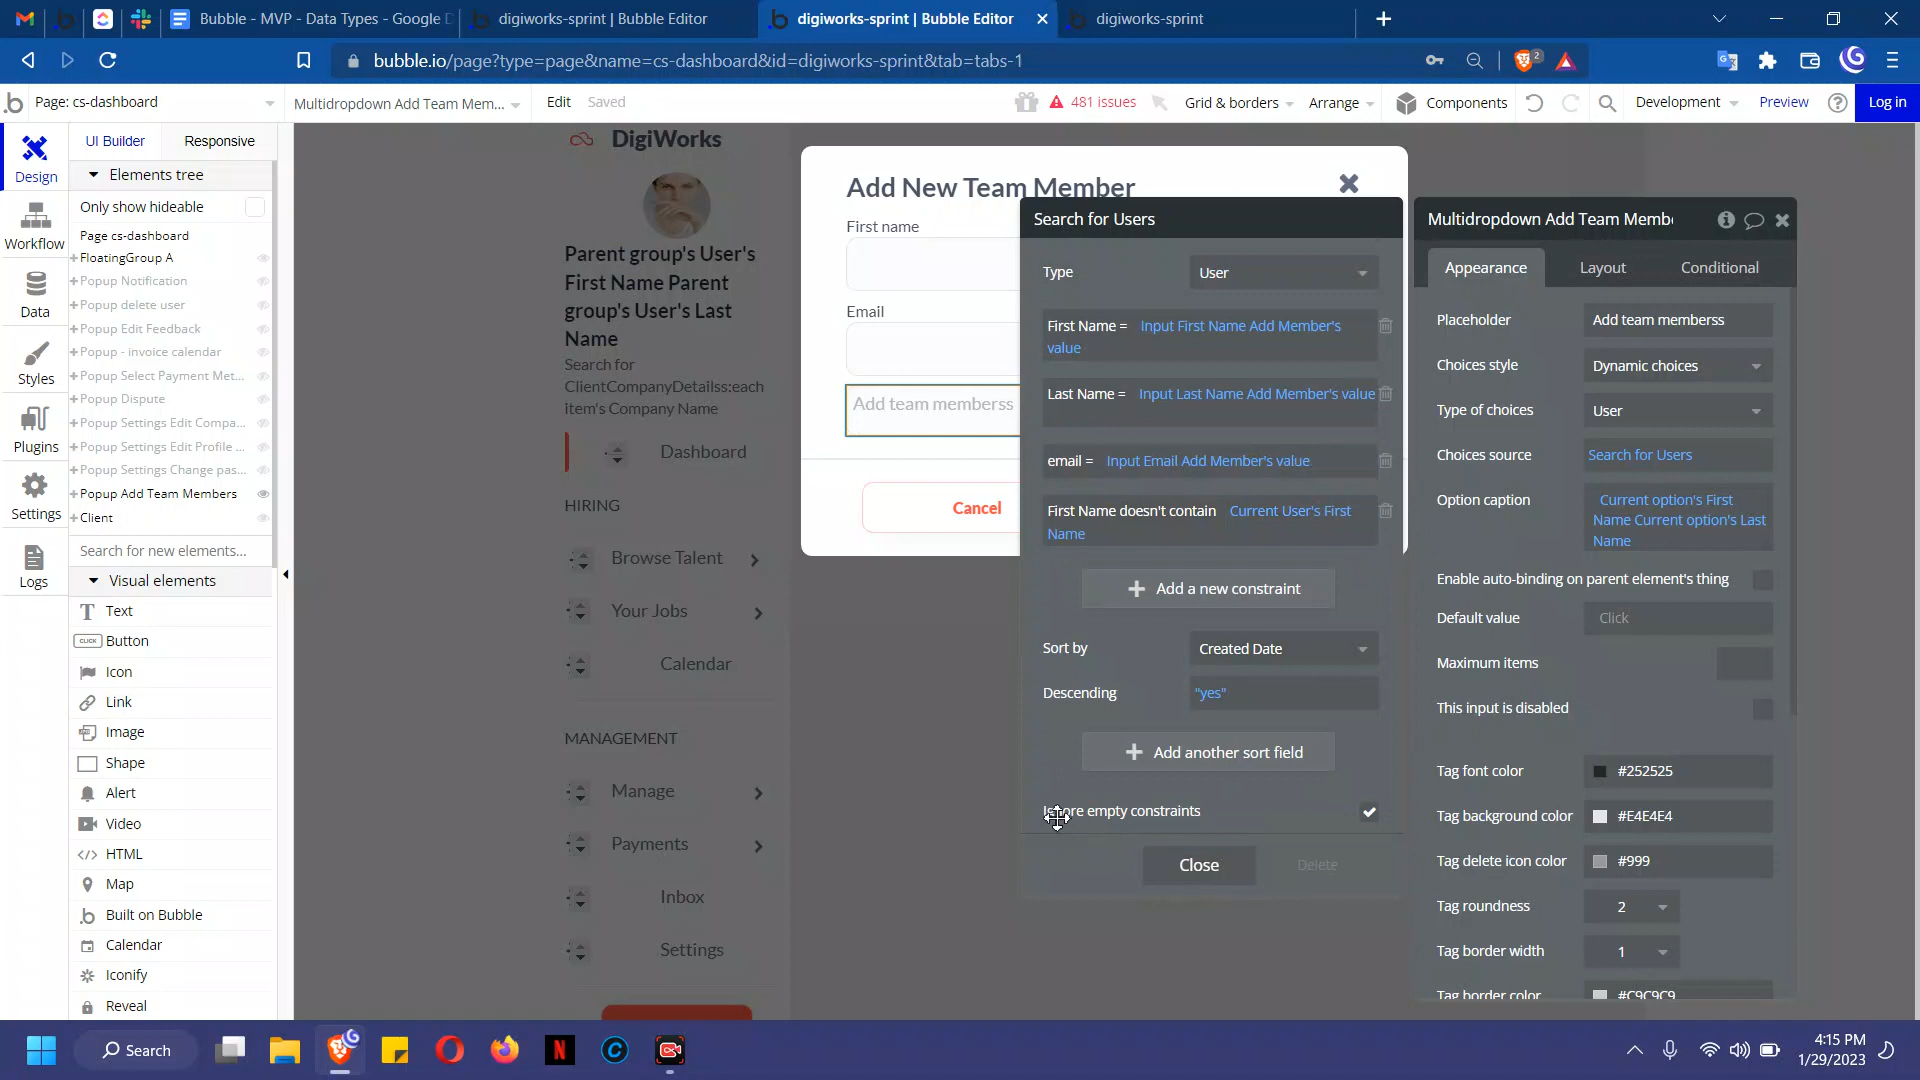 Bubble - MVP - Data Types - Google D
digiworks-sprint | Bubble Editor
digiworks-sprint | Bubble Editor
digiworks-sprint
bubble.io/page?type=page&name=cs-dashboard&id=digiworks-sprint&tab=tabs-1
2
Page: cs-dashboard
Multidropdown Add Team Mem...
Edit
Saved
481 issues
Grid & borders
Arrange
Components
Development
Preview
Log in
Design
Workflow
Data
Styles
Plugins
Settings
Logs
UI Builder
Responsive
Elements tree
Only show hideable
Page cs-dashboard
FloatingGroup A
Popup Notification
Popup delete user
Popup Edit Feedback
Popup - invoice calendar
Popup Select Payment Met...
Popup Dispute
Popup Settings Edit Compa...
Popup Settings Edit Profile ...
Popup Settings Change pas...
Popup Add Team Members
Client
Search for new elements...
Visual elements
Text
CLICK
Button
Icon
Link
Image
Shape
Alert
Video
HTML
Map
Built on Bubble
Calendar
Iconify
Reveal
DigiWorks
Parent group's User's
First Name Parent
group's User's Last
Name
Search for
ClientCompanyDetailss:each
item's Company Name
Dashboard
HIRING
Browse Talent
Your Jobs
Calendar
MANAGEMENT
Manage
Payments
Inbox
Settings
Add New Team Member
First name
Email
Add team memberss
Cancel
Search for Users
Type
User
First Name = Input First Name Add Member's
value
Last Name = Input Last Name Add Member's value
email = Input Email Add Member's value
First Name doesn't contain Current User's First
Name
Add a new constraint
Sort by
Created Date
Descending
"yes"
Add another sort field
Ignore empty constraints
Close
Delete
Multidropdown Add Team Membe
Appearance
Layout
Conditional
Placeholder
Add team memberss
Choices style
Dynamic choices
Type of choices
User
Choices source
Search for Users
Option caption
Current option's First
Name Current option's Last
Name
Enable auto-binding on parent element's thing
Default value
Click
Maximum items
This input is disabled
Tag font color
#252525
Tag background color
#E4E4E4
Tag delete icon color
#999
Tag roundness
2
Tag border width
1
Tag border color
#C9C9C9
Search
4:15 PM
1/29/2023